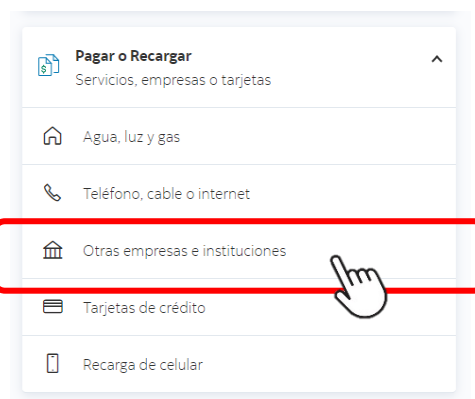 Pagar o Recargar
Servicios, empresas o tarjetas
Agua, luz y gas
Teléfono, cable o internet
Otras empresas e instituciones
Tarjetas de crédito
Recarga de celular